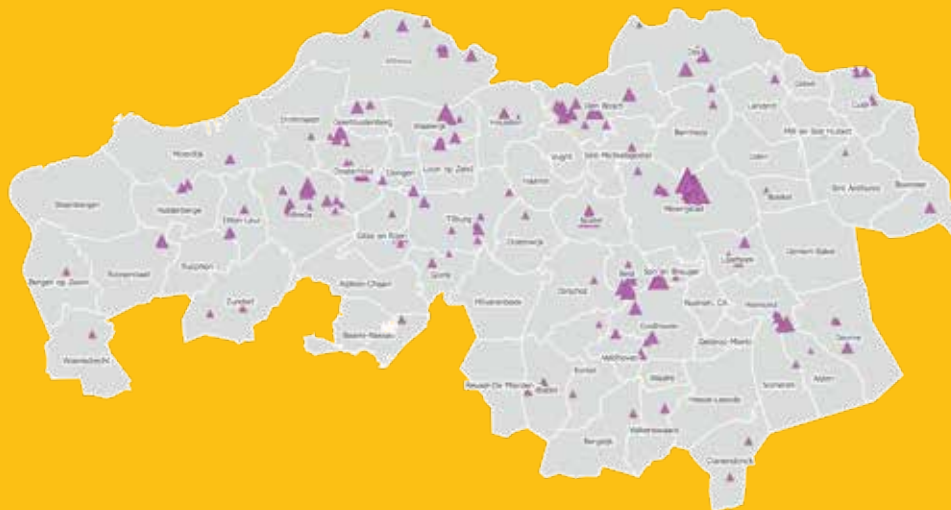 Oss
Cuijk
Drimmelen
Geertruidenberg
Waalwijk
Heusden
Den Bosch
Landerd
Bernheze
Mill en Sint Hubert
Moerdijk
Oosterhout
Dongen
Loon op Zand
Vught
Sint-Michielsgestel
Uden
Haaren
Boekel
Sint Anthonis
Boxmeer
Steenbergen
Halderberge
Etten-Leur
Breda
Tilburg
Oisterwijk
Boxtel
Gilze en Rijen
Laarbeek
Gemert-Bakel
Bergen op Zoom
Roosendaal
Rucphen
Goirle
Best
Son en Breugel
Alphen-Chaam
Oirschot
Zundert
Hilvarenbeek
Nuenen, CA
Helmond
Baarle-Nassau
Eindhoven
Geldrop-Mierlo
Deurne
Woensdrecht
Veldhoven
Eersel
Waalre
Asten
Reusel-De Mierden
Bladel
Someren
Heeze-Leende
Valkenswaard
Bergeijk
Cranendonck